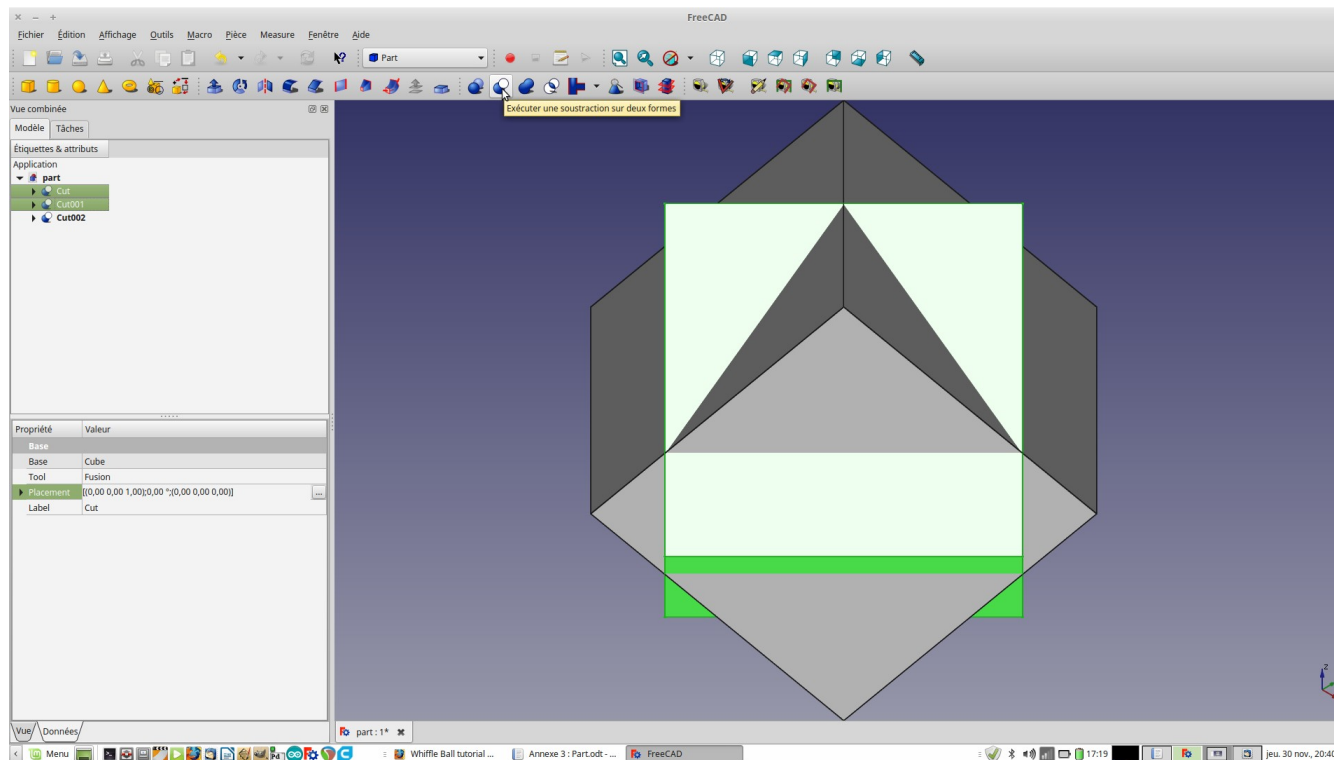 FreeCAD
Fichier Édition Affichage Outils Macro Pièce Measure Fenêtre Aide
Part
Vue combinée
Exécuter une soustraction sur deux formes
Modèle Tâches
Étiquettes & attributs
Application
part
Cut
Cut001
Cut002
Propriété Valeur
Base
Base Cube
Tool Fusion
Placement [(0,00 0,00 1,00);0,00 °;(0,00 0,00 0,00)]
...
Label Cut
z
Vue Données
part : 1*
Menu
Whiffle Ball tutorial ...
Annexe 3 : Part.odt - ...
FreeCAD
17:19
jeu. 30 nov., 20:40